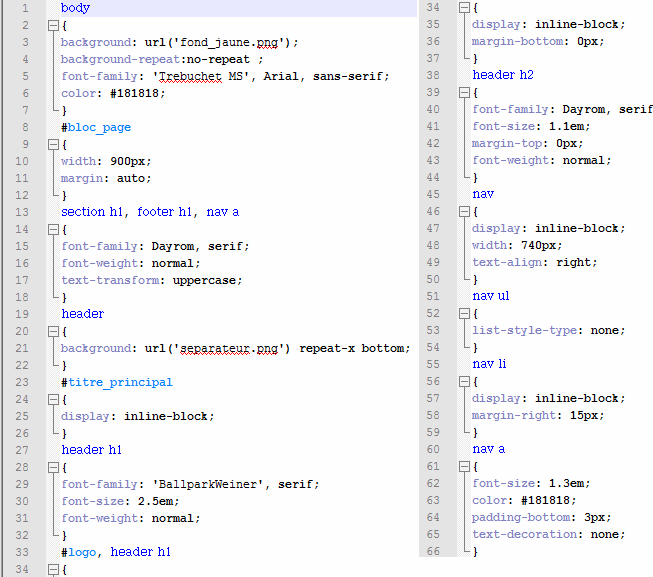 1 body
2 {
3 background: url('fond_jaune.png');
4 background-repeat:no-repeat ;
5 font-family: 'Trebuchet MS', Arial, sans-serif;
6 color: #181818;
7 }
8 #bloc_page
9 {
10 width: 900px;
11 margin: auto;
12 }
13 section h1, footer h1, nav a
14 {
15 font-family: Dayrom, serif;
16 font-weight: normal;
17 text-transform: uppercase;
18 }
19 header
20 {
21 background: url('separateur.png') repeat-x bottom;
22 }
23 #titre_principal
24 {
25 display: inline-block;
26 }
27 header h1
28 {
29 font-family: 'BallparkWeiner', serif;
30 font-size: 2.5em;
31 font-weight: normal;
32 }
33 #logo, header h1
34 {
34 {
35 display: inline-block;
36 margin-bottom: 0px;
37 }
38 header h2
39 {
40 font-family: Dayrom, serif
41 font-size: 1.1em;
42 margin-top: 0px;
43 font-weight: normal;
44 }
45 nav
46 {
47 display: inline-block;
48 width: 740px;
49 text-align: right;
50 }
51 nav ul
52 {
53 list-style-type: none;
54 }
55 nav li
56 {
57 display: inline-block;
58 margin-right: 15px;
59 }
60 nav a
61 {
62 font-size: 1.3em;
63 color: #181818;
64 padding-bottom: 3px;
65 text-decoration: none;
66 }